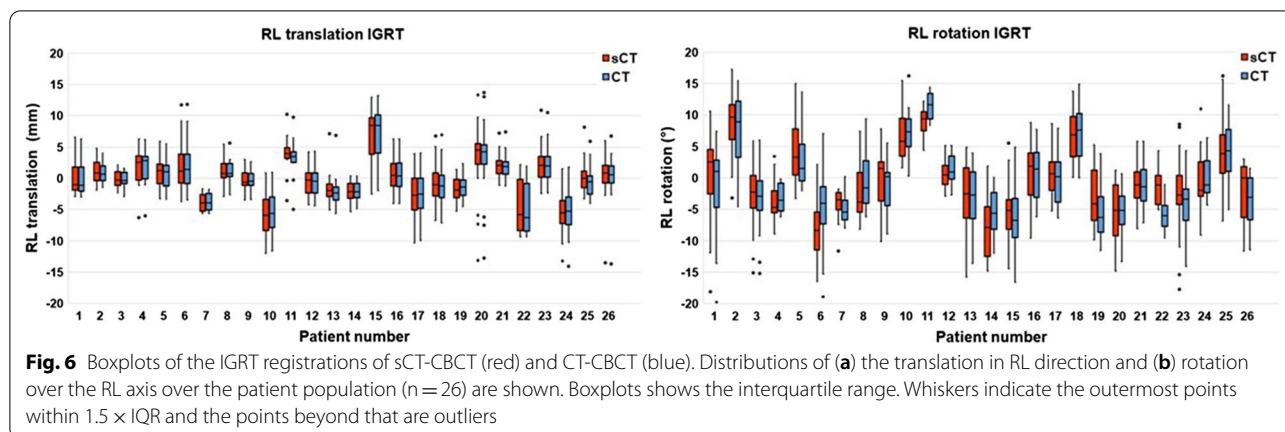 RL translation IGRT
sCT
CT
RL translation (mm)
20
15
10
5
0
-5
-10
-15
-20
1 2 3 4 5 6 7 8 9 10 11 12 13 14 15 16 17 18 19 20 21 22 23 24 25 26
Patient number
RL rotation IGRT
sCT
CT
RL rotation (°)
20
15
10
5
0
-5
-10
-15
-20
1 2 3 4 5 6 7 8 9 10 11 12 13 14 15 16 17 18 19 20 21 22 23 24 25 26
Patient number
Fig. 6 Boxplots of the IGRT registrations of sCT-CBCT (red) and CT-CBCT (blue). Distributions of (a) the translation in RL direction and (b) rotation
over the RL axis over the patient population (n = 26) are shown. Boxplots shows the interquartile range. Whiskers indicate the outermost points
within 1.5 × IQR and the points beyond that are outliers